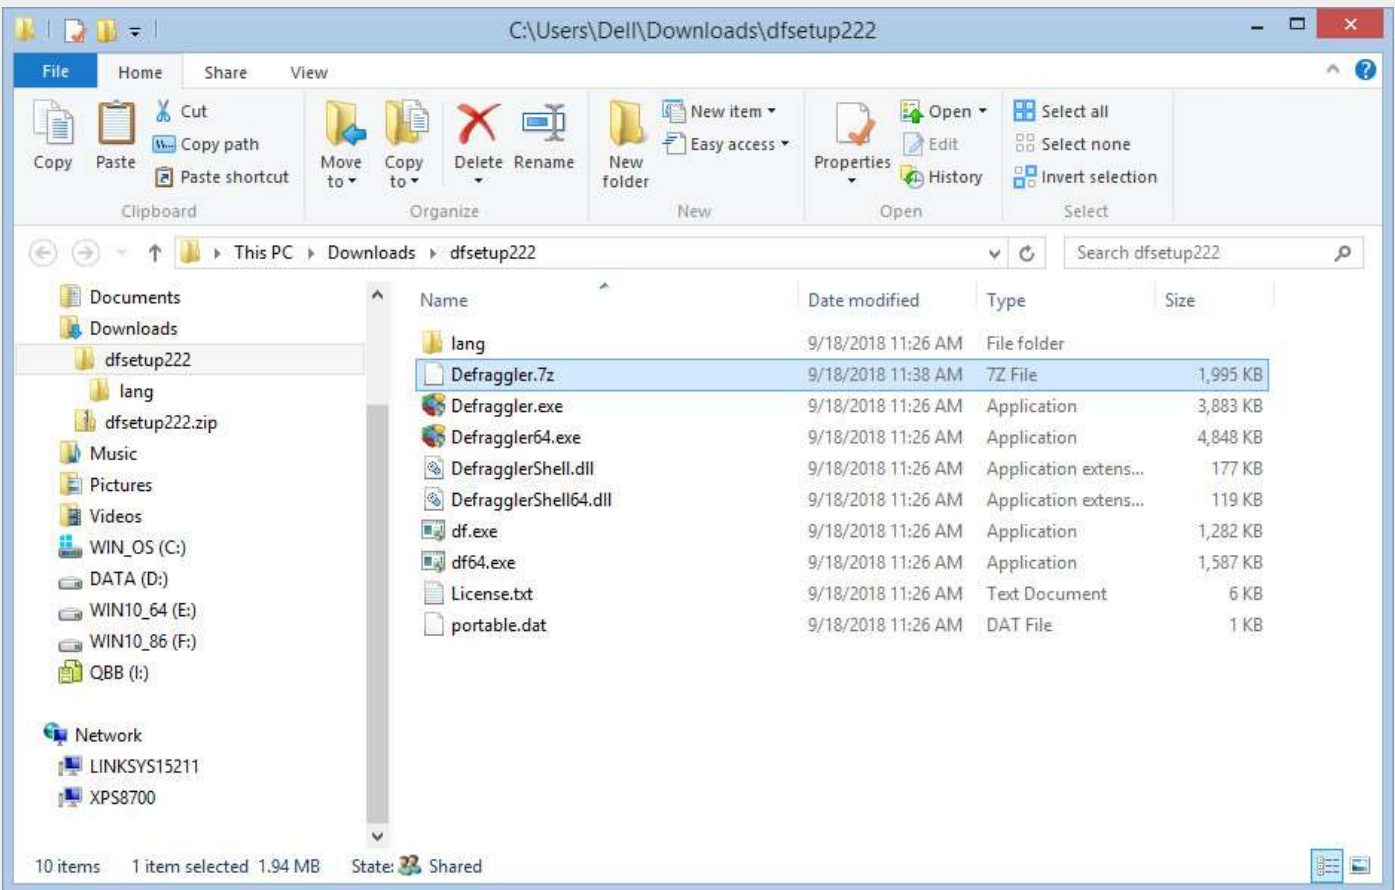 C:\Users\Dell\Downloads\dfsetup222
File Home Share View
Copy
Paste
Cut
Copy path
Paste shortcut
Clipboard
Move to
Copy to
Delete
Rename
Organize
New folder
New item
Easy access
New
Properties
Open
Edit
History
Open
Select all
Select none
Invert selection
Select
This PC Downloads dfsetup222
Search dfsetup222
Documents
Downloads
dfsetup222
lang
dfsetup222.zip
Music
Pictures
Videos
WIN_OS (C:)
DATA (D:)
WIN10_64 (E:)
WIN10_86 (F:)
QBB (I:)
Network
LINKSYS15211
XPS8700
Name Date modified Type Size
lang 9/18/2018 11:26 AM File folder
Defraggler.7z 9/18/2018 11:38 AM 7Z File 1,995 KB
Defraggler.exe 9/18/2018 11:26 AM Application 3,883 KB
Defraggler64.exe 9/18/2018 11:26 AM Application 4,848 KB
DefragglerShell.dll 9/18/2018 11:26 AM Application extens... 177 KB
DefragglerShell64.dll 9/18/2018 11:26 AM Application extens... 119 KB
df.exe 9/18/2018 11:26 AM Application 1,282 KB
df64.exe 9/18/2018 11:26 AM Application 1,587 KB
License.txt 9/18/2018 11:26 AM Text Document 6 KB
portable.dat 9/18/2018 11:26 AM DAT File 1 KB
10 items 1 item selected 1.94 MB State: Shared